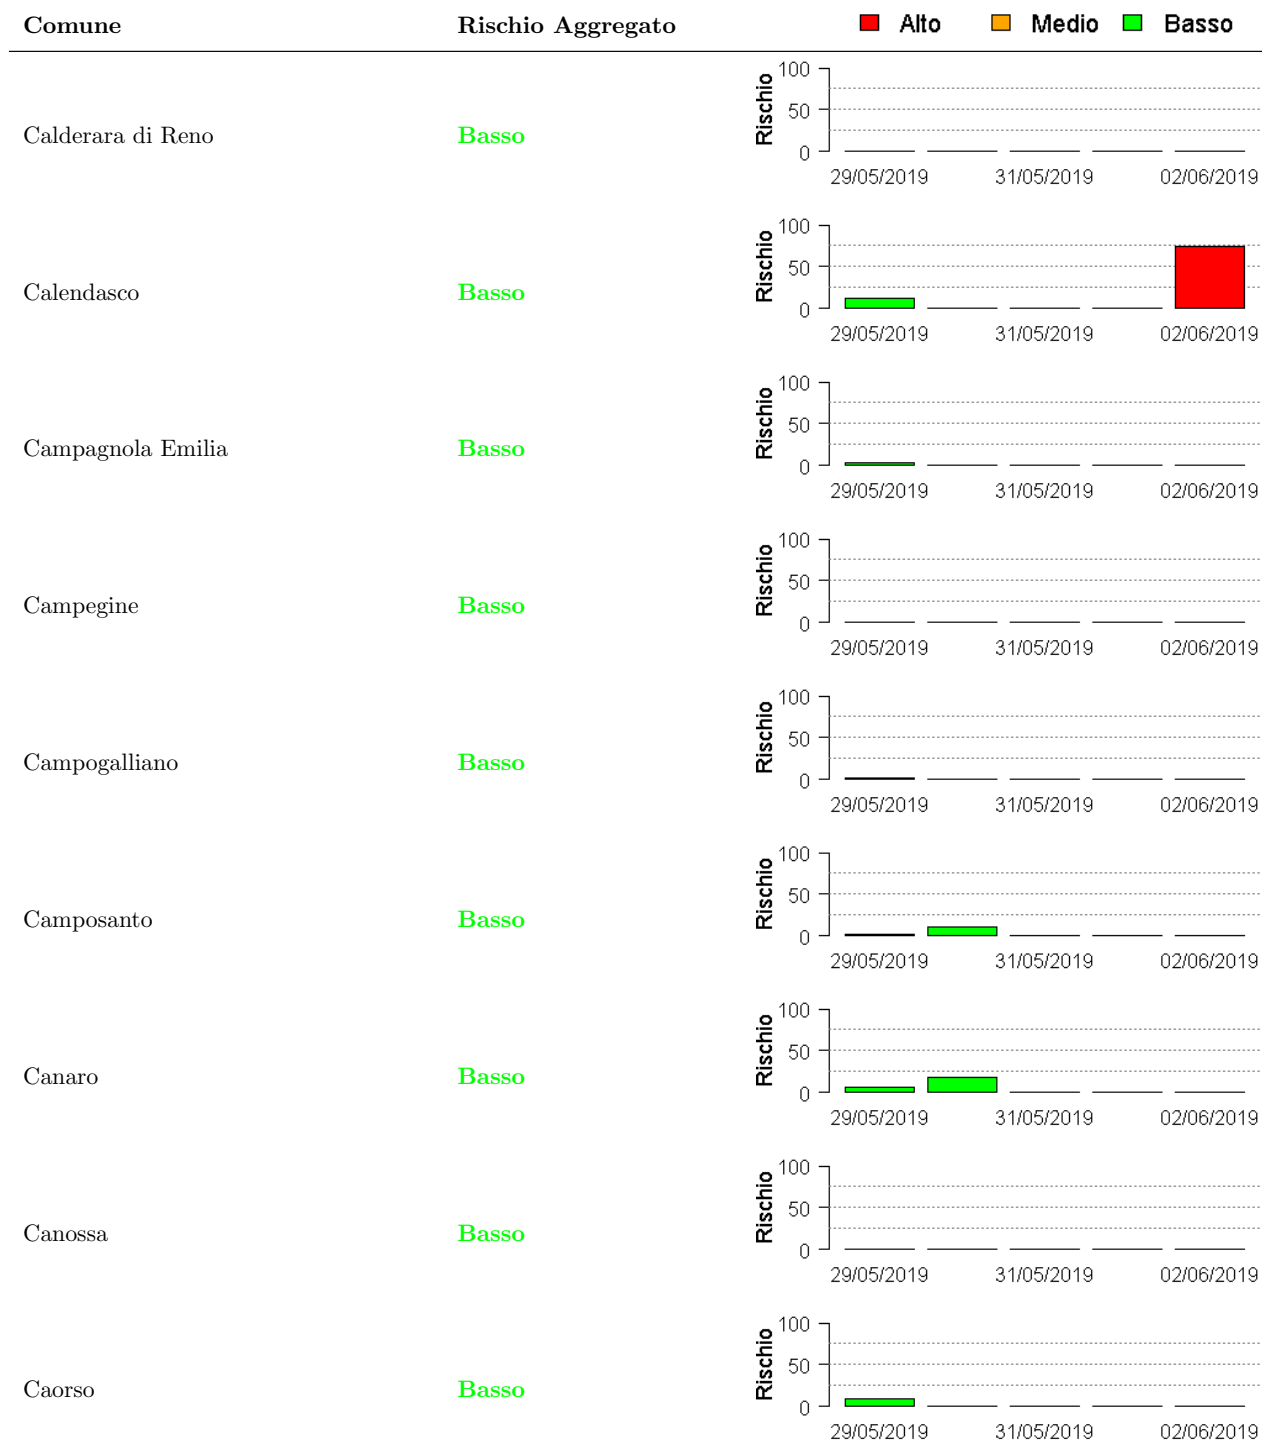 Comune Rischio Aggregato Alto Medio Basso
Calderara di Reno Basso Rischio 100 50 0
29/05/2019 31/05/2019 02/06/2019
Calendasco Basso Rischio 100 50 0
29/05/2019 31/05/2019 02/06/2019
Campagnola Emilia Basso Rischio 100 50 0
29/05/2019 31/05/2019 02/06/2019
Campegine Basso Rischio 100 50 0
29/05/2019 31/05/2019 02/06/2019
Campogalliano Basso Rischio 100 50 0
29/05/2019 31/05/2019 02/06/2019
Camposanto Basso Rischio 100 50 0
29/05/2019 31/05/2019 02/06/2019
Canaro Basso Rischio 100 50 0
29/05/2019 31/05/2019 02/06/2019
Canossa Basso Rischio 100 50 0
29/05/2019 31/05/2019 02/06/2019
Caorso Basso Rischio 100 50 0
29/05/2019 31/05/2019 02/06/2019